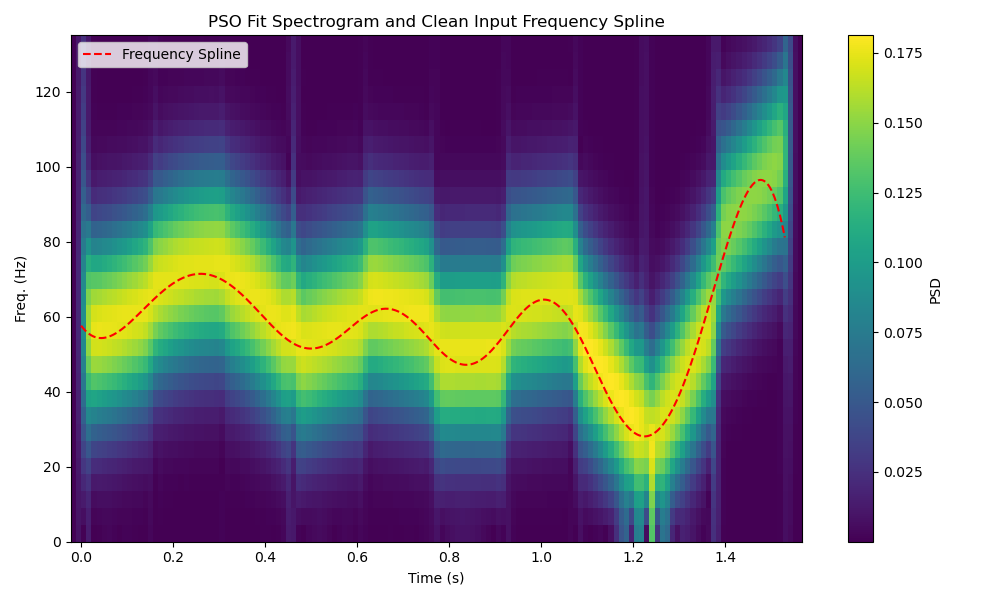 PSO Fit Spectrogram and Clean Input Frequency Spline
Frequency Spline
Freq. (Hz)
120
100
80
60
40
20
0
0.0 0.2 0.4 0.6 0.8 1.0 1.2 1.4
Time (s)
0.175
0.150
0.125
0.100
0.075
0.050
0.025
PSD